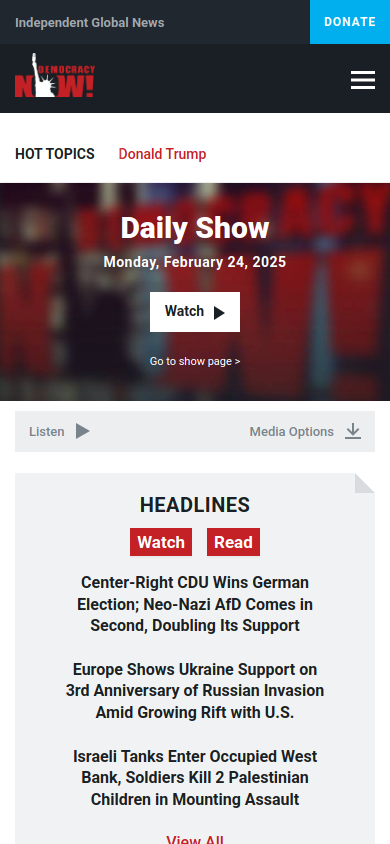 Independent Global News
DONATE
DEMOCRACY
NOW!
HOT TOPICS Donald Trump
Daily Show
Monday, February 24, 2025
Watch
Go to show page >
Listen
Media Options
HEADLINES
Watch Read
Center-Right CDU Wins German
Election; Neo-Nazi AfD Comes in
Second, Doubling Its Support
Europe Shows Ukraine Support on
3rd Anniversary of Russian Invasion
Amid Growing Rift with U.S.
Israeli Tanks Enter Occupied West
Bank, Soldiers Kill 2 Palestinian
Children in Mounting Assault
View All